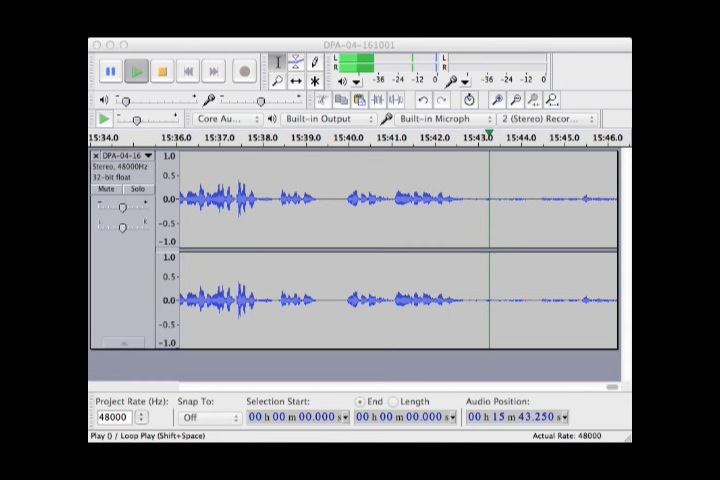 DPA-04-161001
L
R
-36 -24 -12 0
L
R
-36 -24 -12 0
Core Au...
Built-in Output
Built-in Microph
2 (Stereo) Recor...
15:34.0 15:36.0 15:37.0 15:38.0 15:39.0 15:40.0 15:41.0 15:42.0 15:43.0 15:44.0 15:45.0 15:46.0
× DPA-04-16
Stereo, 48000Hz
32-bit float
Mute Solo
- +
L R
1.0
0.5
0.0
-0.5
-1.0
1.0
0.5
0.0
-0.5
-1.0
Project Rate (Hz): Snap To: Selection Start: End Length Audio Position:
48000 Off 00 h 00 m 00.000 s 00 h 00 m 00.000 s 00 h 15 m 43.250 s
Play () / Loop Play (Shift+Space) Actual Rate: 48000